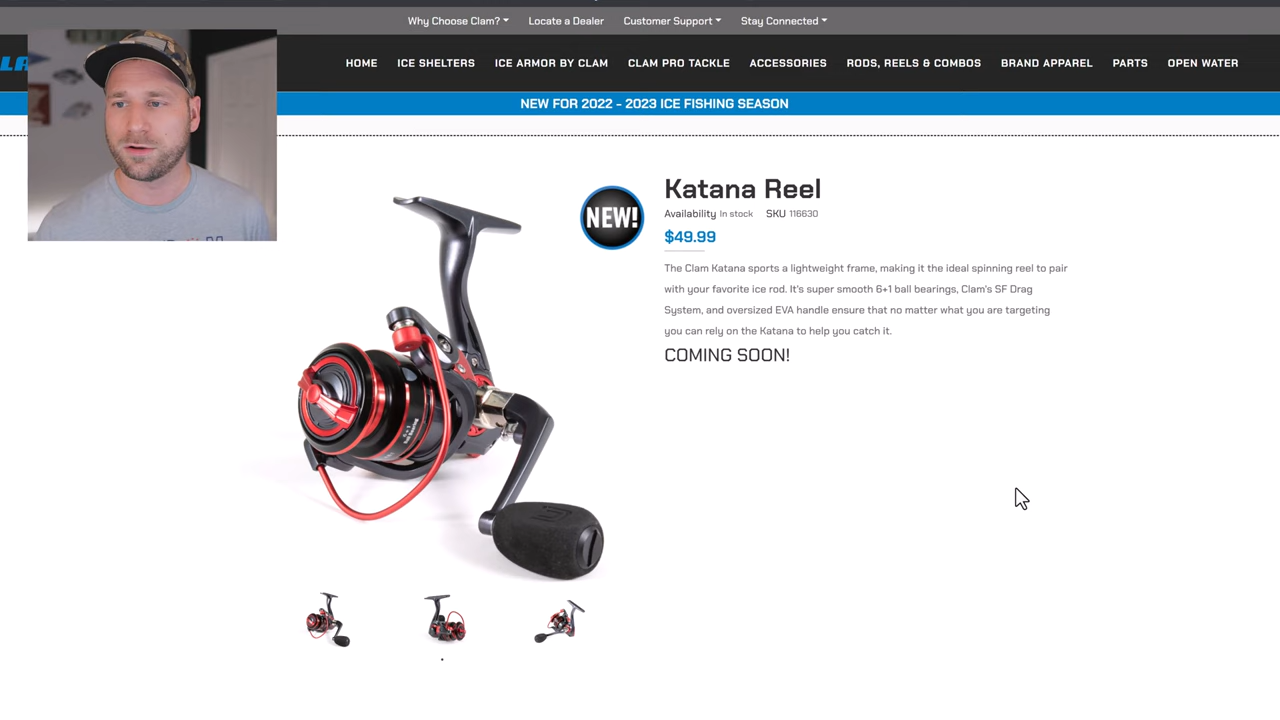 Why Choose Clam? Locate a Dealer Customer Support Stay Connected
HOME ICE SHELTERS ICE ARMOR BY CLAM CLAM PRO TACKLE ACCESSORIES RODS, REELS & COMBOS BRAND APPAREL PARTS OPEN WATER
NEW FOR 2022 - 2023 ICE FISHING SEASON
NEW!
Katana Reel
Availability In stock SKU 116630
$49.99
The Clam Katana sports a lightweight frame, making it the ideal spinning reel to pair
with your favorite ice rod. It's super smooth 6+1 ball bearings, Clam's SF Drag
System, and oversized EVA handle ensure that no matter what you are targeting
you can rely on the Katana to help you catch it.
COMING SOON!
6+1
Ball Bearing